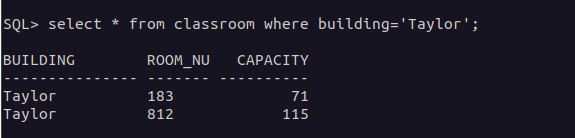 SQL> select * from classroom where building='Taylor';
BUILDING        ROOM_NU   CAPACITY
--------------- ------- ----------
Taylor          183             71
Taylor          812            115